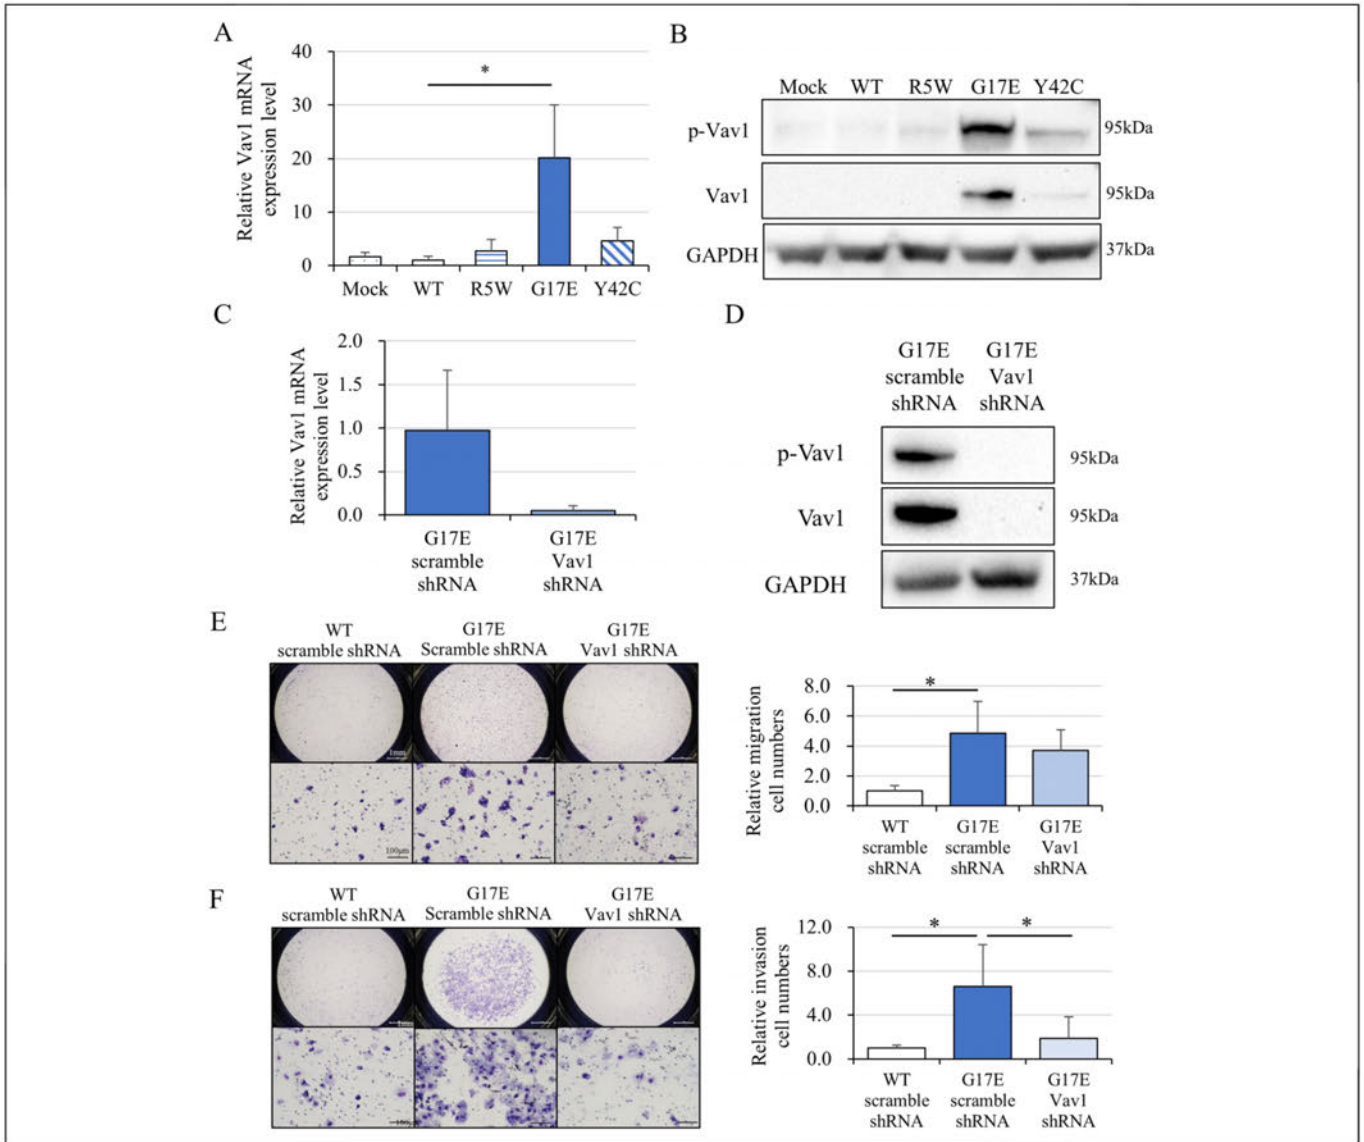 A
Relative Vav1 mRNA
expression level
40
30
20
10
0
*
Mock WT R5W G17E Y42C
B
Mock WT R5W G17E Y42C
p-Vav1 95kDa
Vav1 95kDa
GAPDH 37kDa
C
Relative Vav1 mRNA
expression level
2.0
1.5
1.0
0.5
0.0
G17E G17E
scramble Vav1
shRNA shRNA
D
G17E G17E
scramble Vav1
shRNA shRNA
p-Vav1 95kDa
Vav1 95kDa
GAPDH 37kDa
E
WT G17E G17E
scramble shRNA Scramble shRNA Vav1 shRNA
1mm
100μm
Relative migration
cell numbers
8.0
6.0
4.0
2.0
0.0
*
WT G17E G17E
scramble scramble Vav1
shRNA shRNA shRNA
F
WT G17E G17E
scramble shRNA Scramble shRNA Vav1 shRNA
Relative invasion
cell numbers
12.0
8.0
4.0
0.0
* *
WT G17E G17E
scramble scramble Vav1
shRNA shRNA shRNA